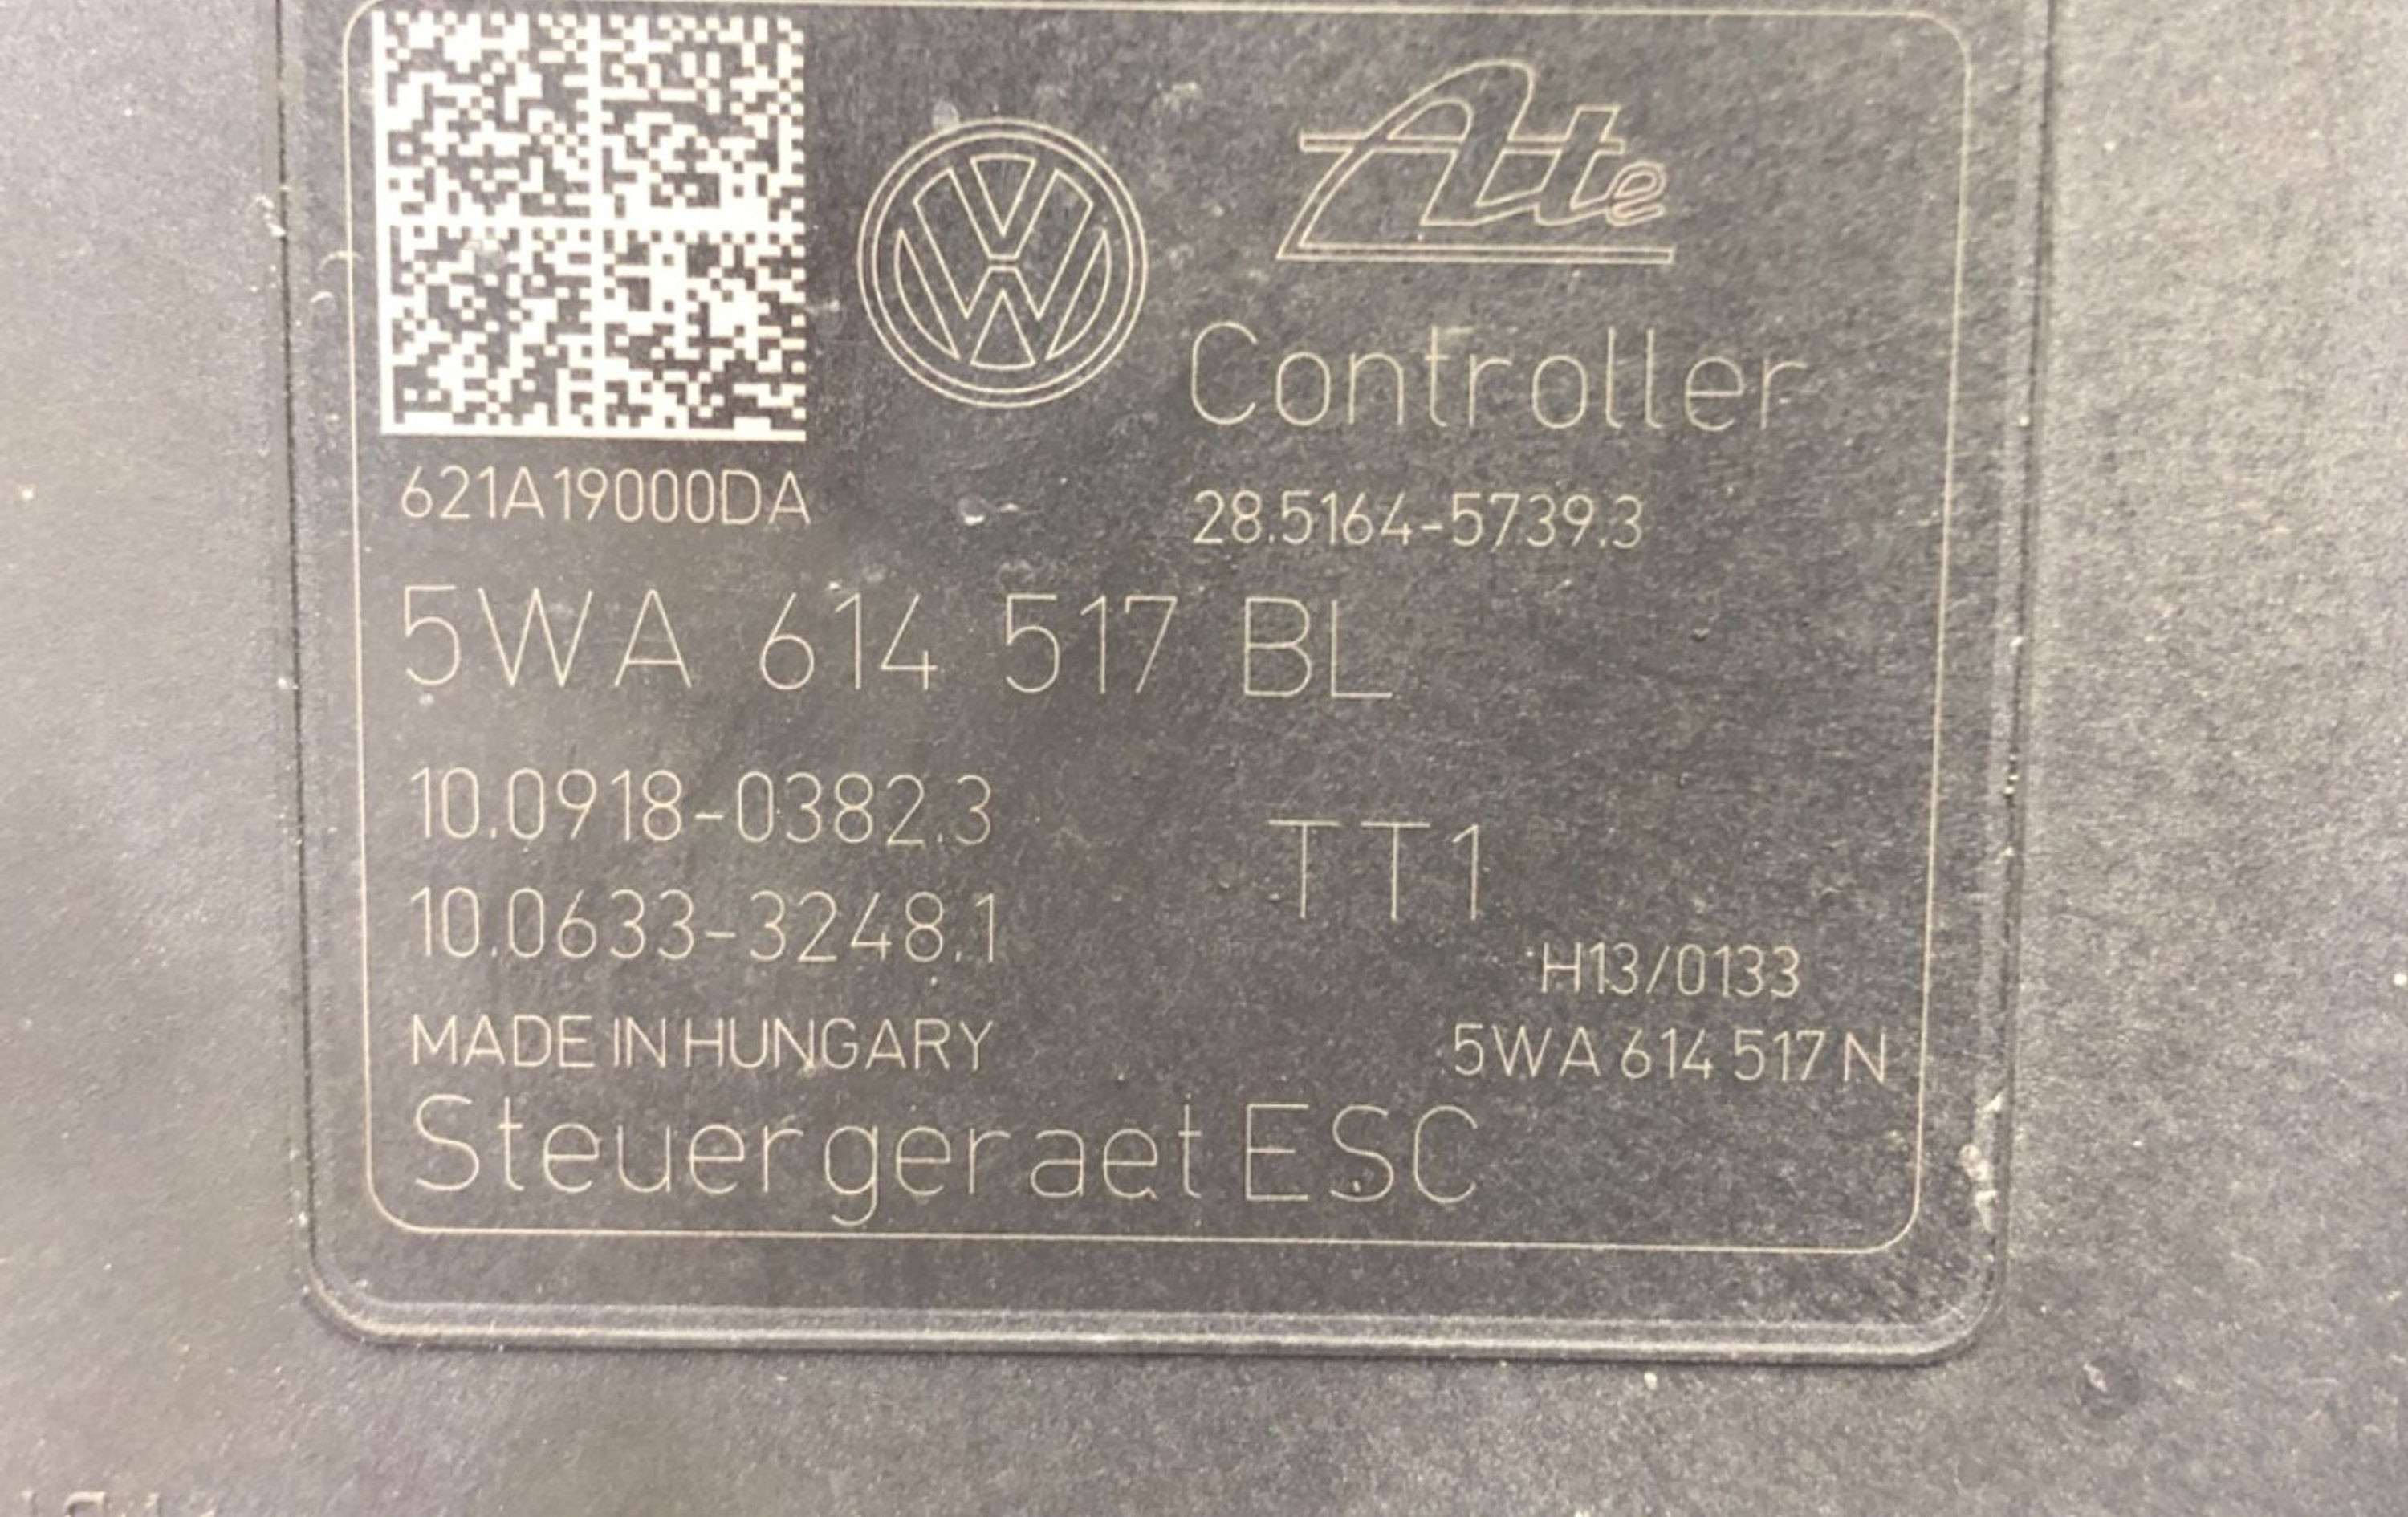 Ate
Controller
621A19000DA
28.5164-5739.3
5WA 614 517 BL
10.0918-0382.3
TT1
10.0633-3248.1
H13/0133
MADE IN HUNGARY
5WA 614 517 N
Steuergeraet ESC